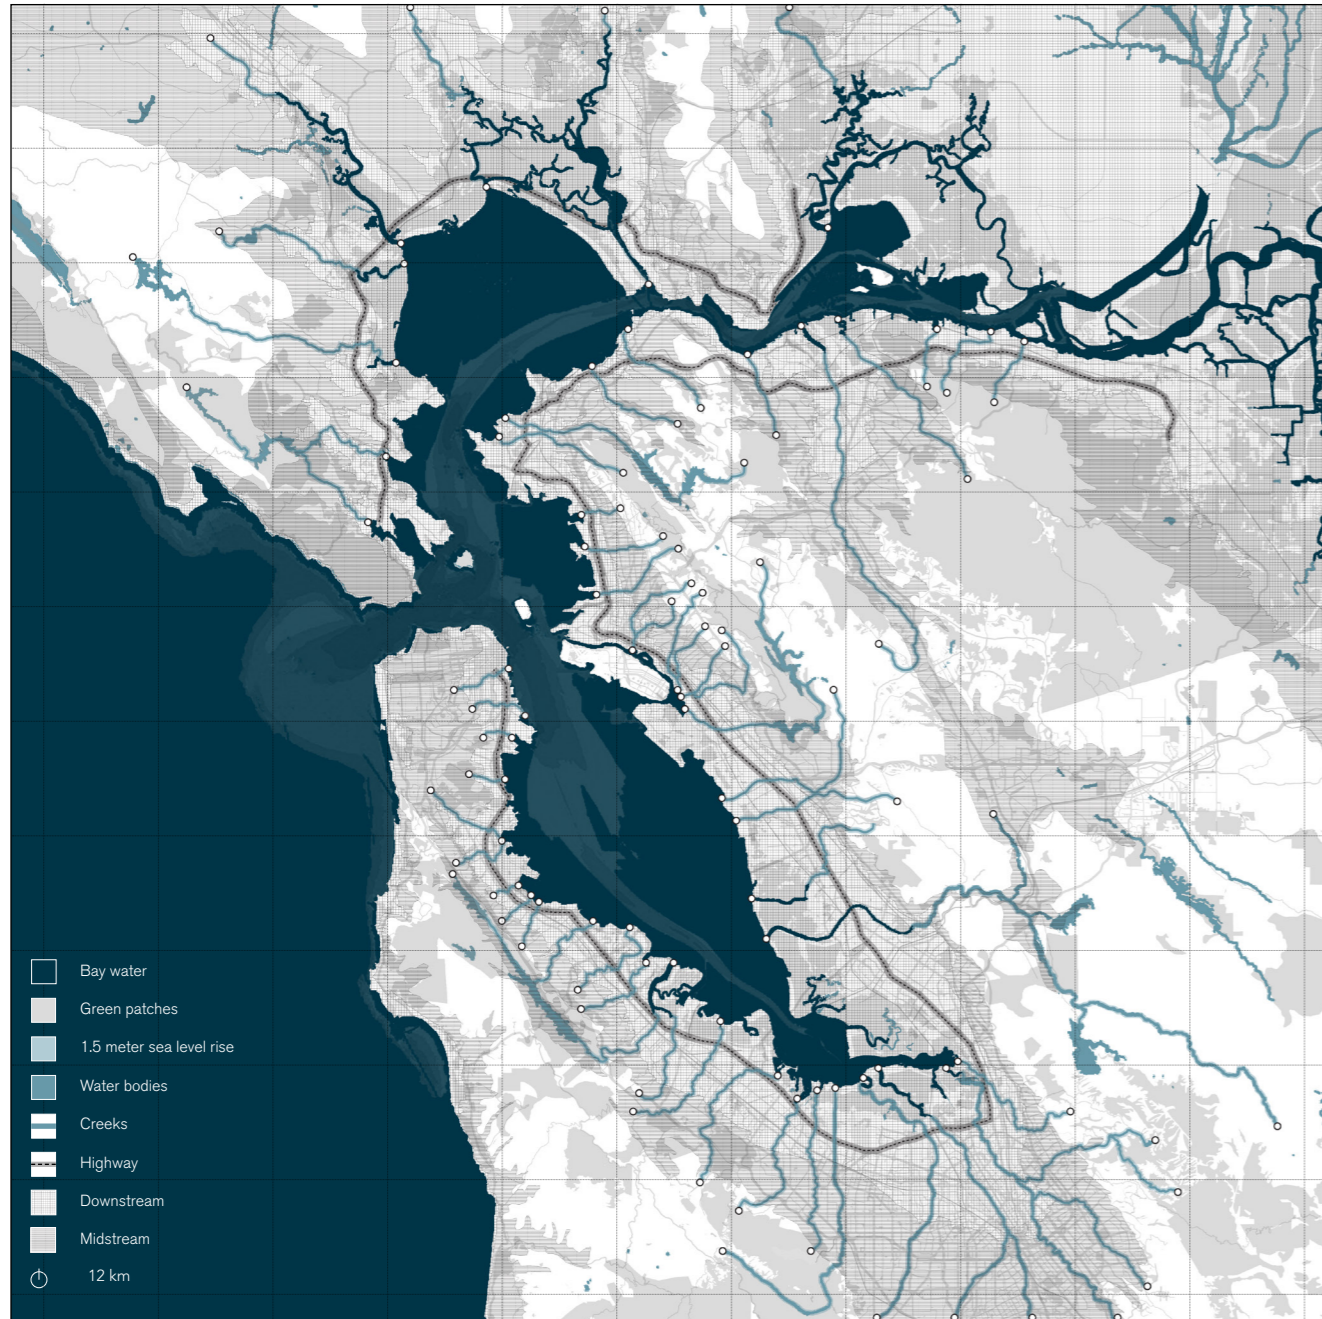 Bay water
Green patches
1.5 meter sea level rise
Water bodies
Creeks
Highway
Downstream
Midstream
12 km